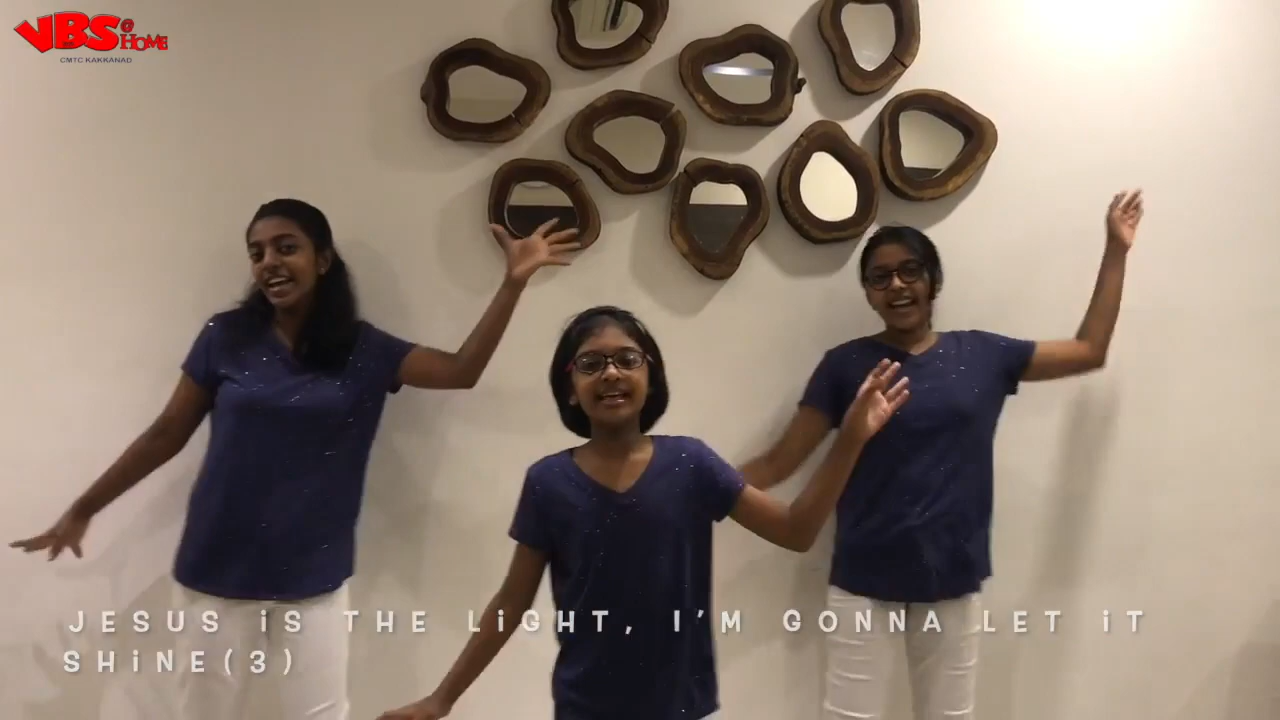 VBS@HOME
CMTC KAKKANAD
JESUS iS THE LiGHT, I'M GONNA LET iT
SHiNE(3)